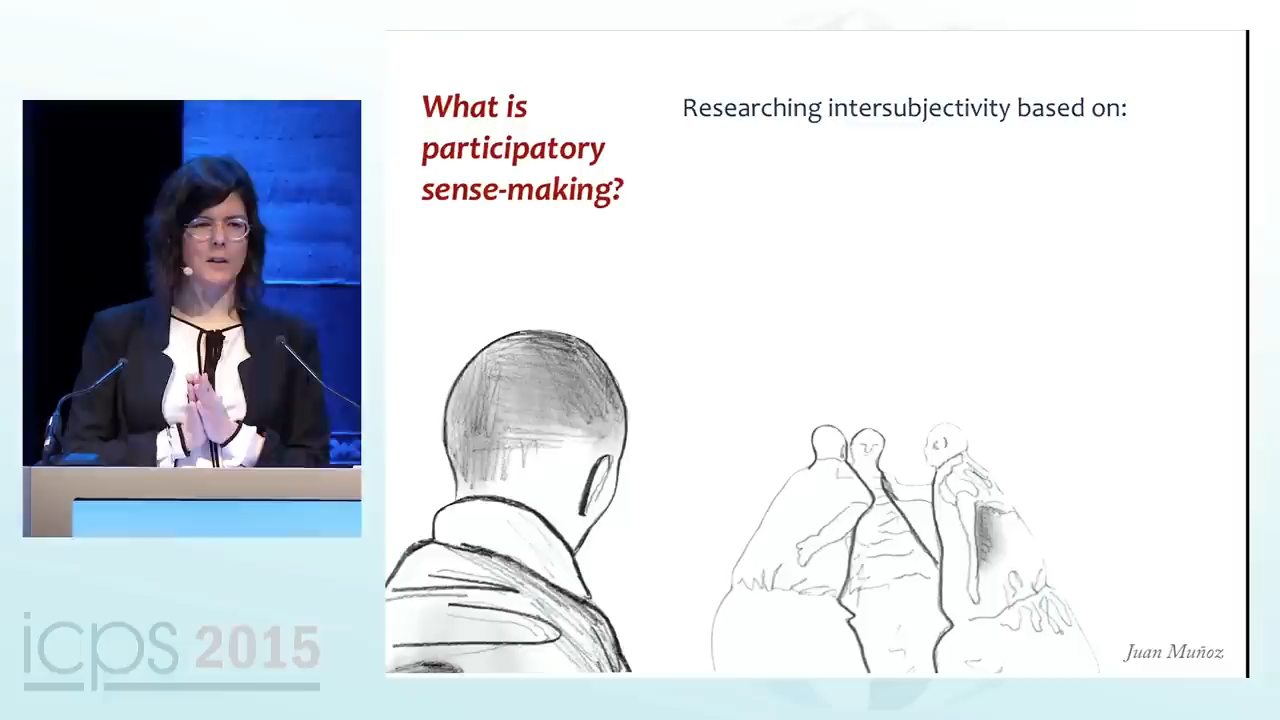 What is
participatory
sense-making?
Researching intersubjectivity based on:
Juan Muñoz
icps 2015